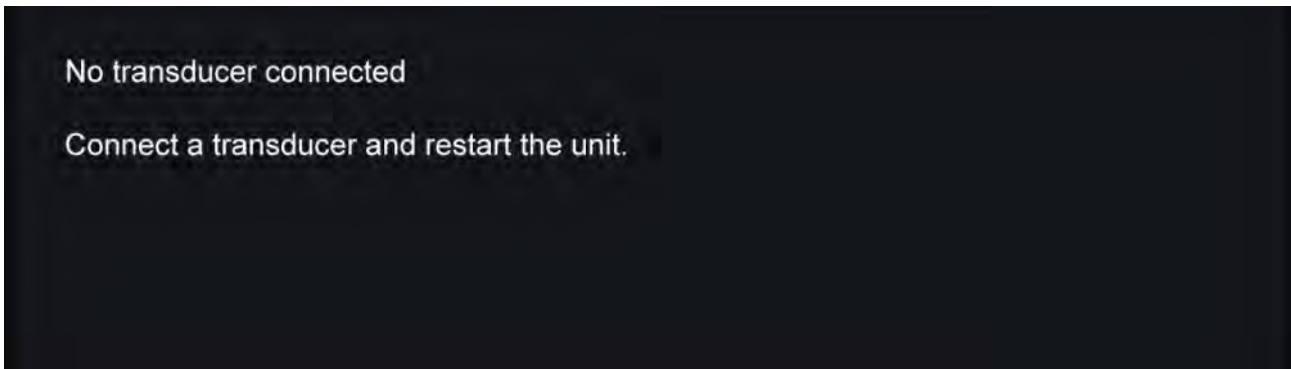 No transducer connected
Connect a transducer and restart the unit.